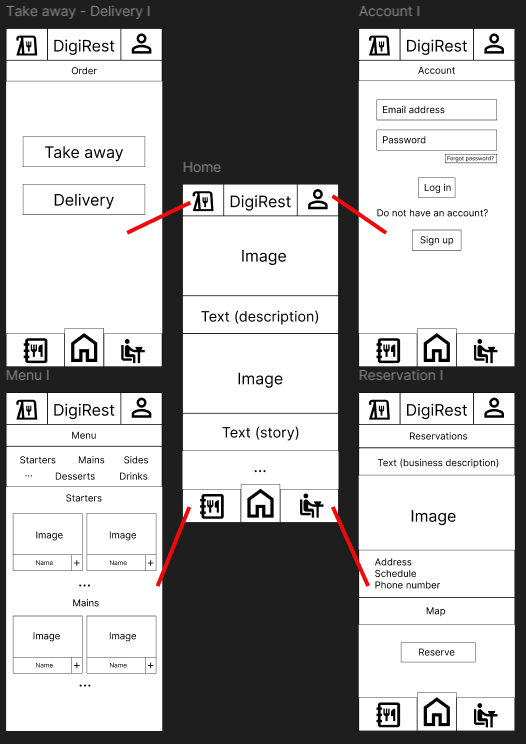 Take away - Delivery I
DigiRest
Order
Take away
Delivery
Account I
DigiRest
Account
Email address
Password
Forgot password?
Log in
Do not have an account?
Sign up
Home
DigiRest
Image
Text (description)
Image
Text (story)
...
Menu I
DigiRest
Menu
Starters Mains Sides
... Desserts Drinks
Starters
Image Image
Name + Name +
...
Mains
Image Image
Name + Name +
...
Reservation I
DigiRest
Reservations
Text (business description)
Image
Address
Schedule
Phone number
Map
Reserve